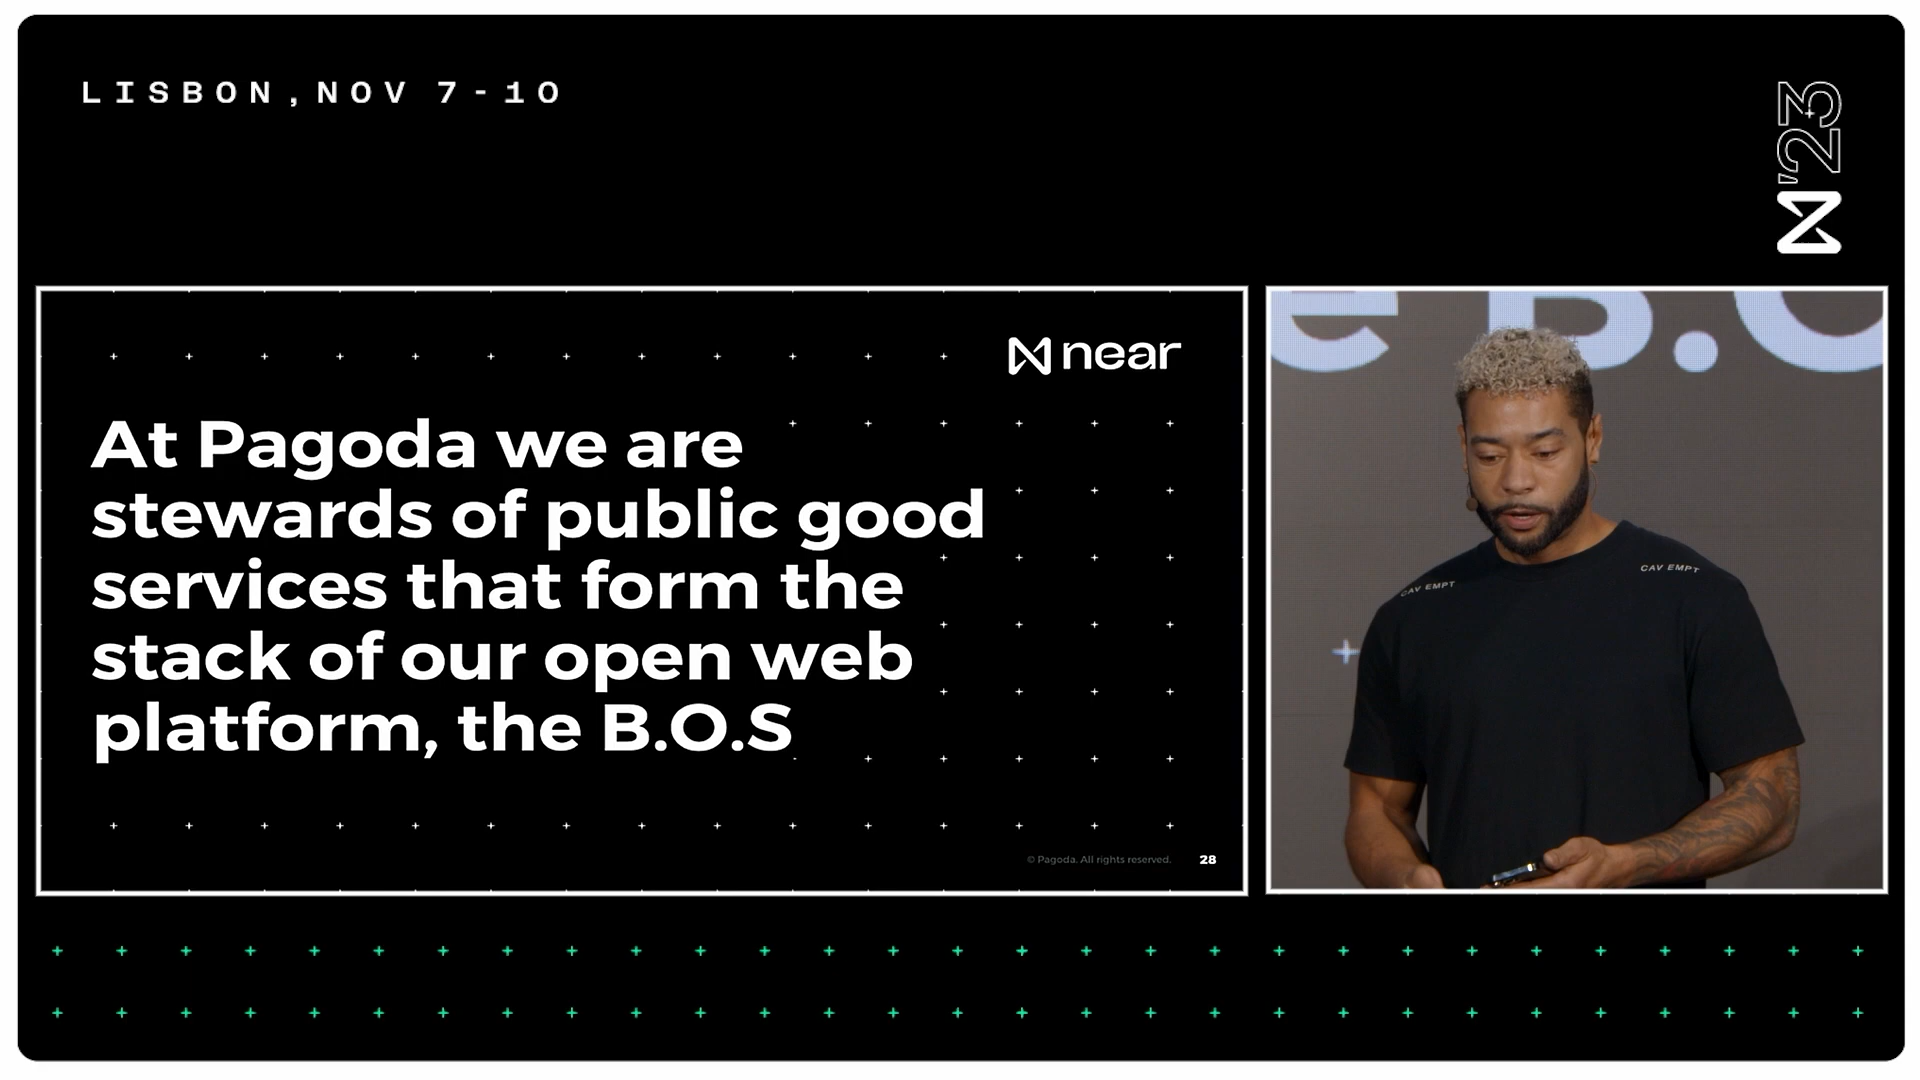 LISBON, NOV 7-10
'23
near
At Pagoda we are
stewards of public good
services that form the
stack of our open web
platform, the B.O.S
© Pagoda. All rights reserved.
28
e B.O
CAV EMPT
CAV EMPT